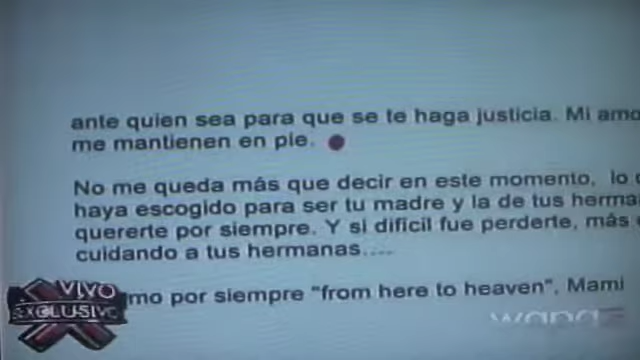 ante quien sea para que se te haga justicia. Mi amo
me mantienen en pie.
No me queda más que decir en este momento, lo
haya escogido para ser tu madre y la de tus herma
quererte por siempre. Y si difícil fue perderte, más
cuidando a tus hermanas....
mo por siempre "from here to heaven", Mami
VIVO
EXCLUSIVO
wapa